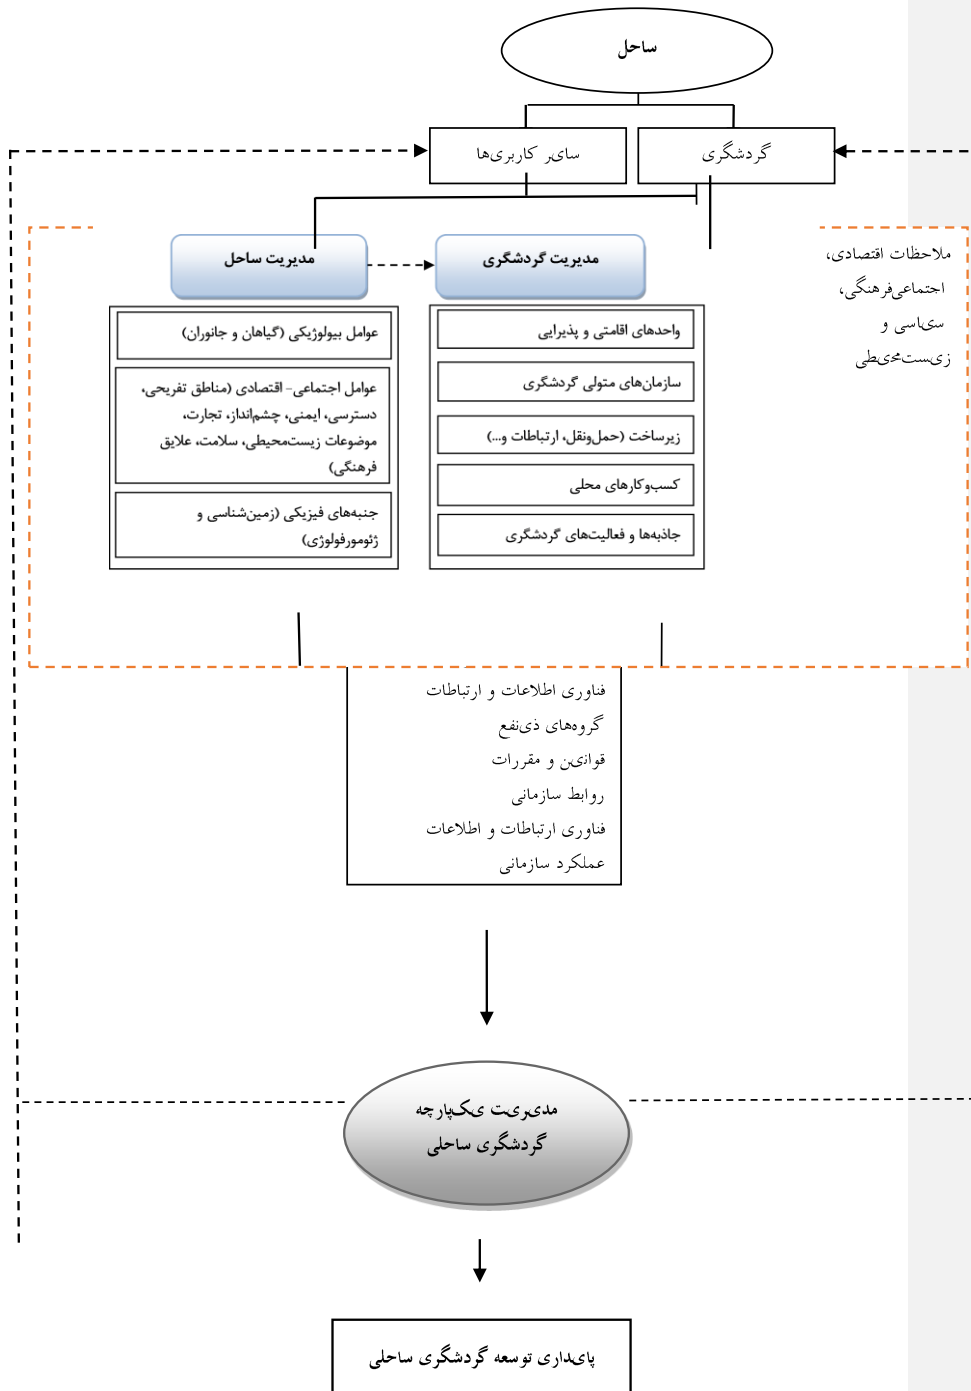 ساحل
گردشگری
سایر کاربری‌ها
ملاحظات اقتصادی،
اجتماعی‌فرهنگی،
سیاسی و
زیست‌محیطی
مدیریت گردشگری
مدیریت ساحل
واحدهای اقامتی و پذیرایی
سازمان‌های متولی گردشگری
زیرساخت (حمل‌ونقل، ارتباطات و...)
کسب‌وکارهای محلی
جاذبه‌ها و فعالیت‌های گردشگری
عوامل بیولوژیکی (گیاهان و جانوران)
عوامل اجتماعی- اقتصادی (مناطق تفریحی،
دسترسی، ایمنی، چشم‌انداز، تجارت،
موضوعات زیست‌محیطی، سلامت، علایق
فرهنگی)
جنبه‌های فیزیکی (زمین‌شناسی و
ژئومورفولوژی)
فناوری اطلاعات و ارتباطات
گروه‌های ذی‌نفع
قوانین و مقررات
روابط سازمانی
فناوری ارتباطات و اطلاعات
عملکرد سازمانی
مدیریت یکپارچه
گردشگری ساحلی
پایداری توسعه گردشگری ساحلی